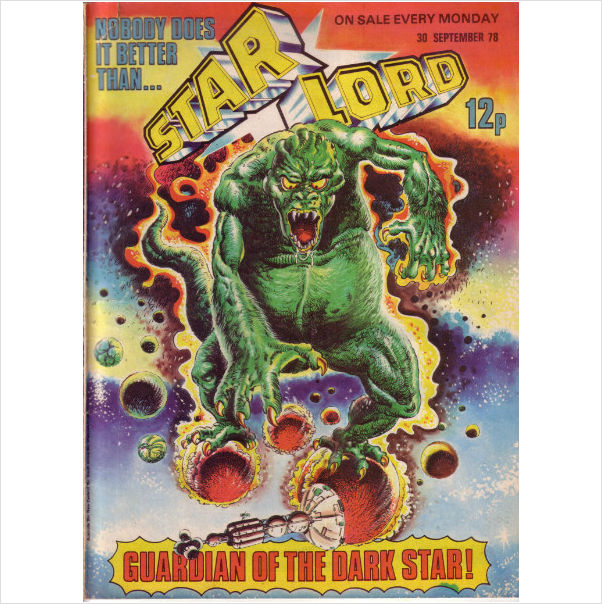 NOBODY DOES
IT BETTER
THAN...
ON SALE EVERY MONDAY
30 SEPTEMBER 78
STAR
LORD
12p
GUARDIAN OF THE DARK STAR!